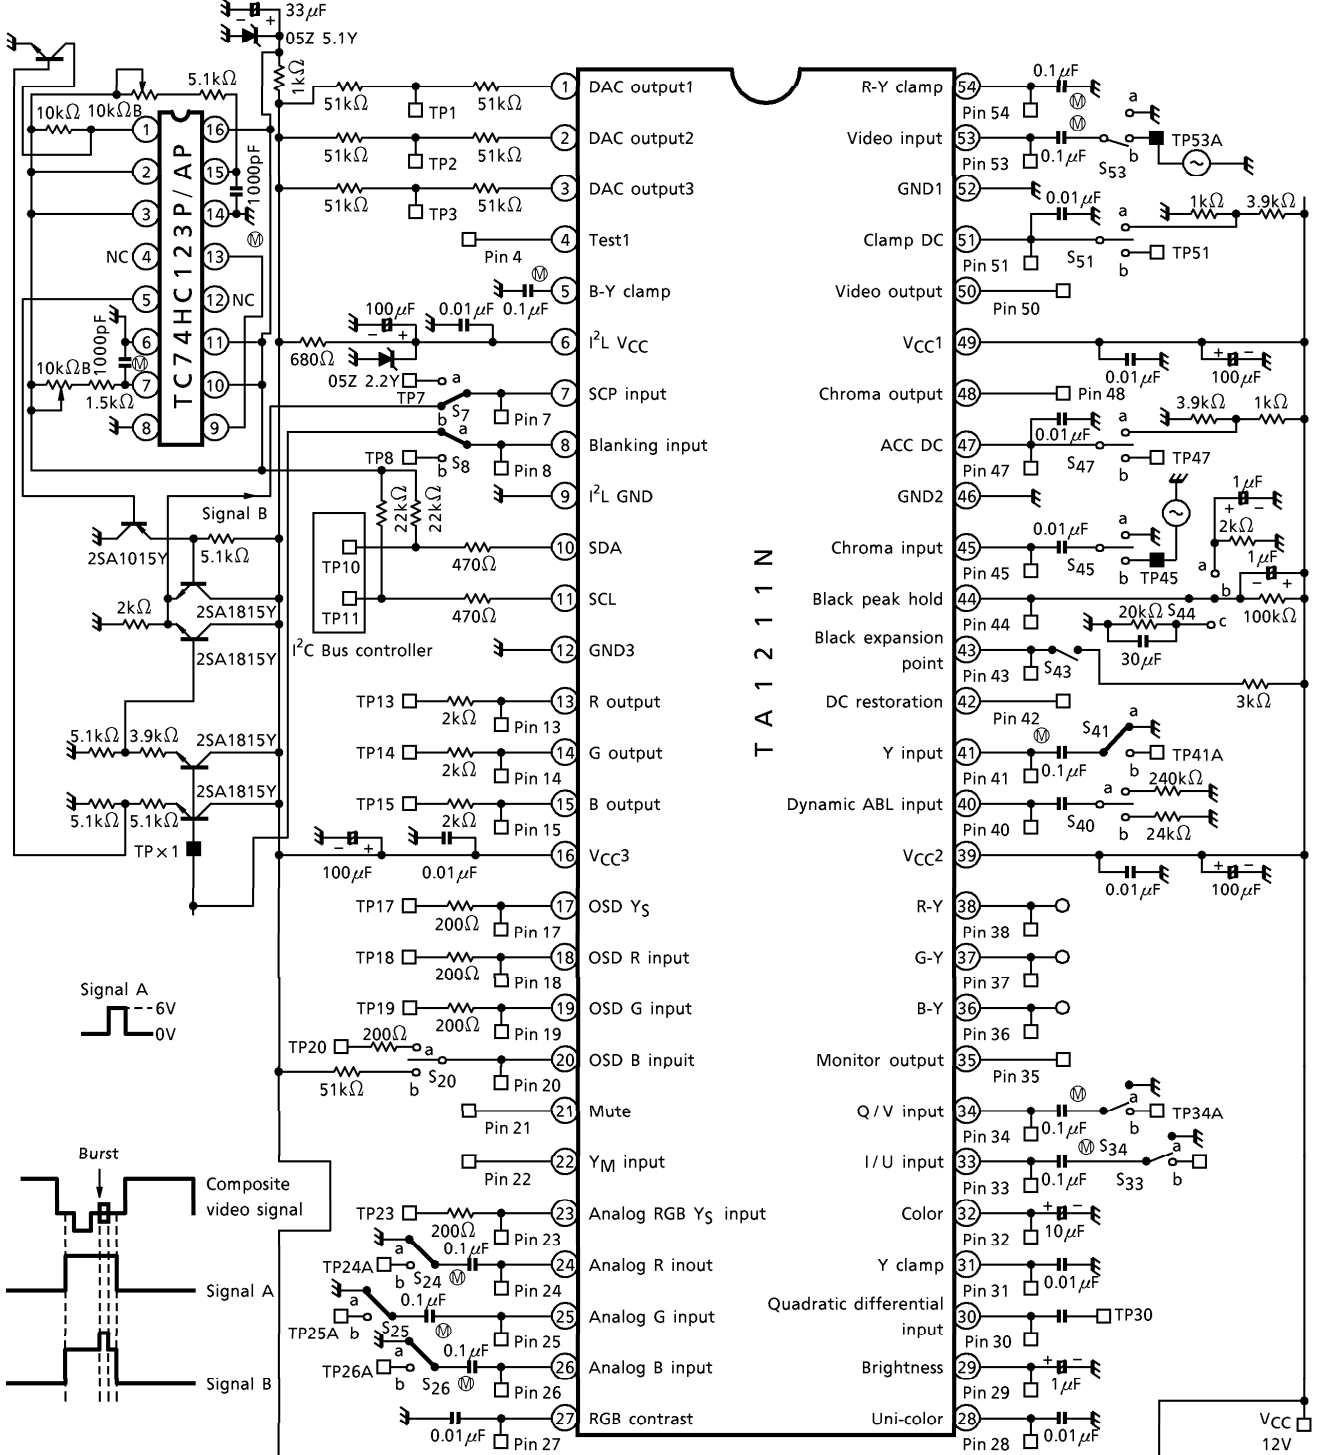 33μF
05Z 5.1Y
1kΩ
5.1kΩ
10kΩ 10kΩB
TC74HC123P/AP
1 16
2 15
3 14
NC 4 13
5 12 NC
6 11
7 10
8 9
1000pF
M
1000pF
M
10kΩB
1.5kΩ
Signal B
2SA1015Y 5.1kΩ
2SA1815Y
2kΩ
2SA1815Y
5.1kΩ 3.9kΩ 2SA1815Y
2SA1815Y
5.1kΩ 5.1kΩ
TP×1
Signal A
6V
0V
Burst
Composite
video signal
Signal A
Signal B
TA1211N
51kΩ TP1 51kΩ 1 DAC output1
51kΩ TP2 51kΩ 2 DAC output2
51kΩ TP3 51kΩ 3 DAC output3
Pin 4 4 Test1
M 0.1μF 5 B-Y clamp
100μF − + 0.01μF
680Ω 6 I²L VCC
05Z 2.2Y
TP7 a b S7 Pin 7 7 SCP input
TP8 a b S8 Pin 8 8 Blanking input
9 I²L GND
22kΩ 22kΩ
TP10 470Ω 10 SDA
TP11 470Ω 11 SCL
I²C Bus controller
12 GND3
TP13 2kΩ Pin 13 13 R output
TP14 2kΩ Pin 14 14 G output
TP15 2kΩ Pin 15 15 B output
100μF − + 0.01μF 16 VCC3
TP17 200Ω Pin 17 17 OSD YS
TP18 200Ω Pin 18 18 OSD R input
TP19 200Ω Pin 19 19 OSD G input
TP20 200Ω a S20 b 51kΩ Pin 20 20 OSD B inpuit
Pin 21 21 Mute
Pin 22 22 YM input
TP23 200Ω Pin 23 23 Analog RGB YS input
TP24A a b S24 0.1μF M Pin 24 24 Analog R inout
TP25A a b S25 0.1μF M Pin 25 25 Analog G input
TP26A a b S26 0.1μF M Pin 26 26 Analog B input
0.01μF Pin 27 27 RGB contrast
R-Y clamp 54 Pin 54 0.1μF M
Video input 53 Pin 53 M 0.1μF S53 a b TP53A
GND1 52
Clamp DC 51 Pin 51 0.01μF S51 a b TP51 1kΩ 3.9kΩ
Video output 50 Pin 50
VCC1 49 0.01μF + − 100μF
Chroma output 48 Pin 48
ACC DC 47 Pin 47 0.01μF S47 a b TP47 3.9kΩ 1kΩ
GND2 46
Chroma input 45 Pin 45 0.01μF S45 a b TP45
1μF + − 2kΩ 1μF − +
Black peak hold 44 Pin 44 a b c S44 100kΩ
20kΩ 30μF
Black expansion
point 43 Pin 43 S43 3kΩ
DC restoration 42 Pin 42
Y input 41 Pin 41 M 0.1μF S41 a b TP41A
Dynamic ABL input 40 Pin 40 S40 a 240kΩ b 24kΩ
VCC2 39 0.01μF + − 100μF
R-Y 38 Pin 38
G-Y 37 Pin 37
B-Y 36 Pin 36
Monitor output 35 Pin 35
Q/V input 34 Pin 34 M 0.1μF S34 a b TP34A
I/U input 33 Pin 33 M 0.1μF S33 a b
Color 32 Pin 32 + − 10μF
Y clamp 31 Pin 31 0.01μF
Quadratic differential
input 30 Pin 30 TP30
Brightness 29 Pin 29 + − 1μF
Uni-color 28 Pin 28 0.01μF
VCC
12V